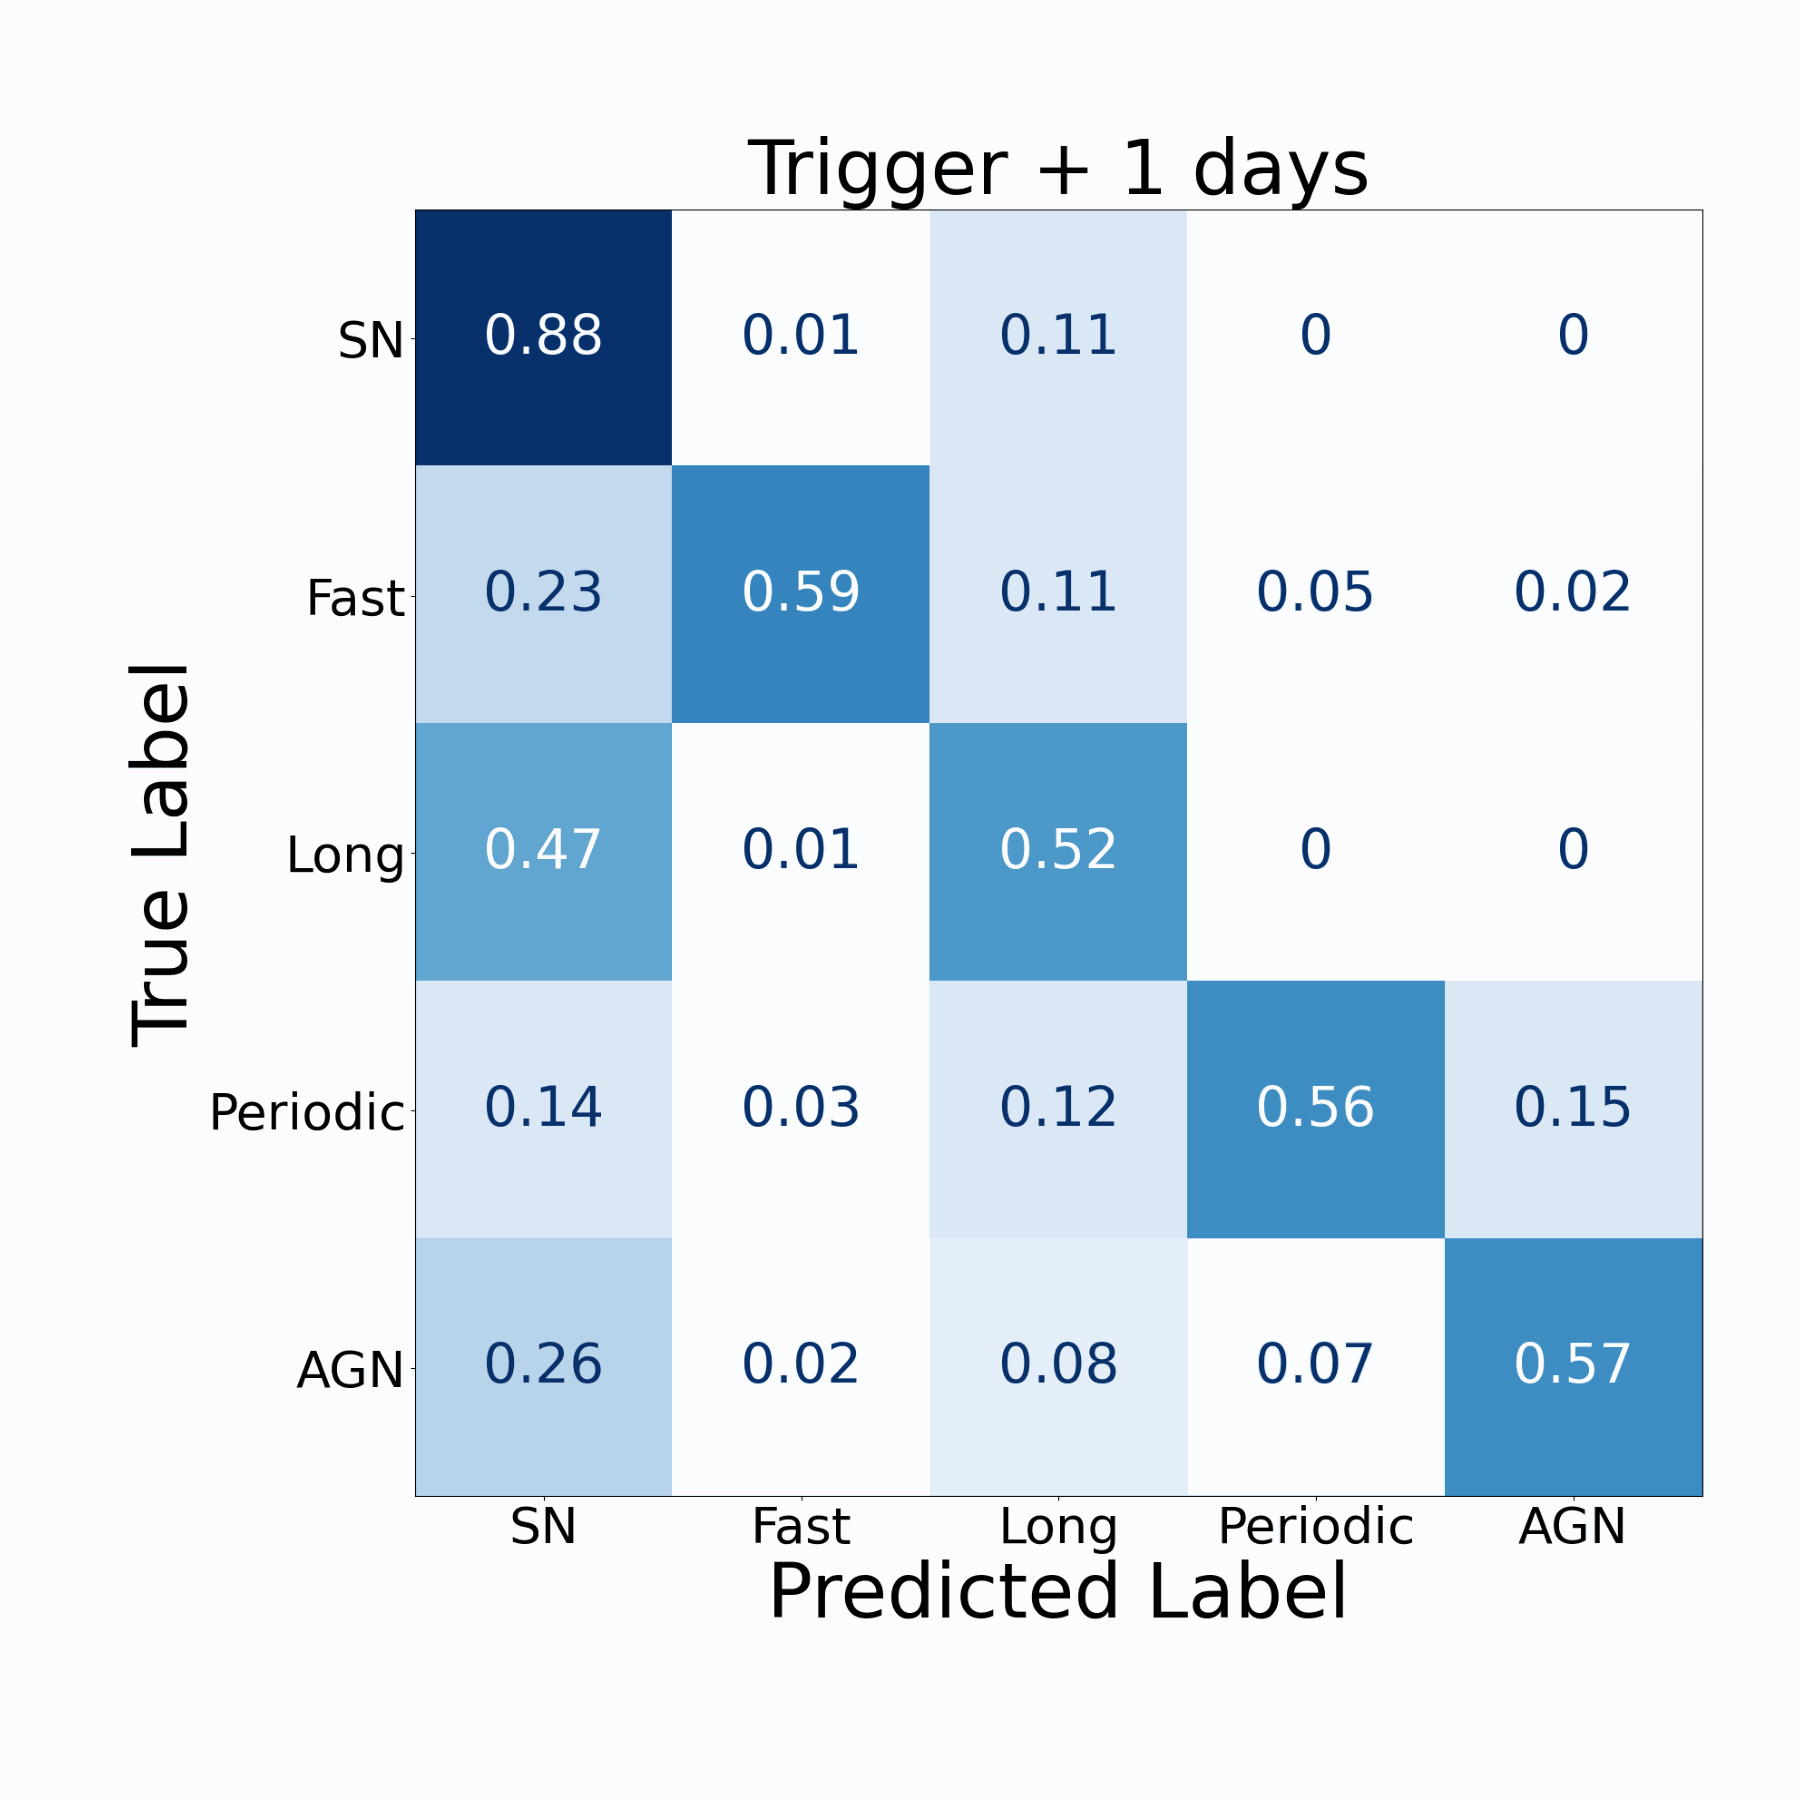 Trigger + 1 days
SN 0.88 0.01 0.11 0 0
Fast 0.23 0.59 0.11 0.05 0.02
Long 0.47 0.01 0.52 0 0
Periodic 0.14 0.03 0.12 0.56 0.15
AGN 0.26 0.02 0.08 0.07 0.57
True Label
SN Fast Long Periodic AGN
Predicted Label